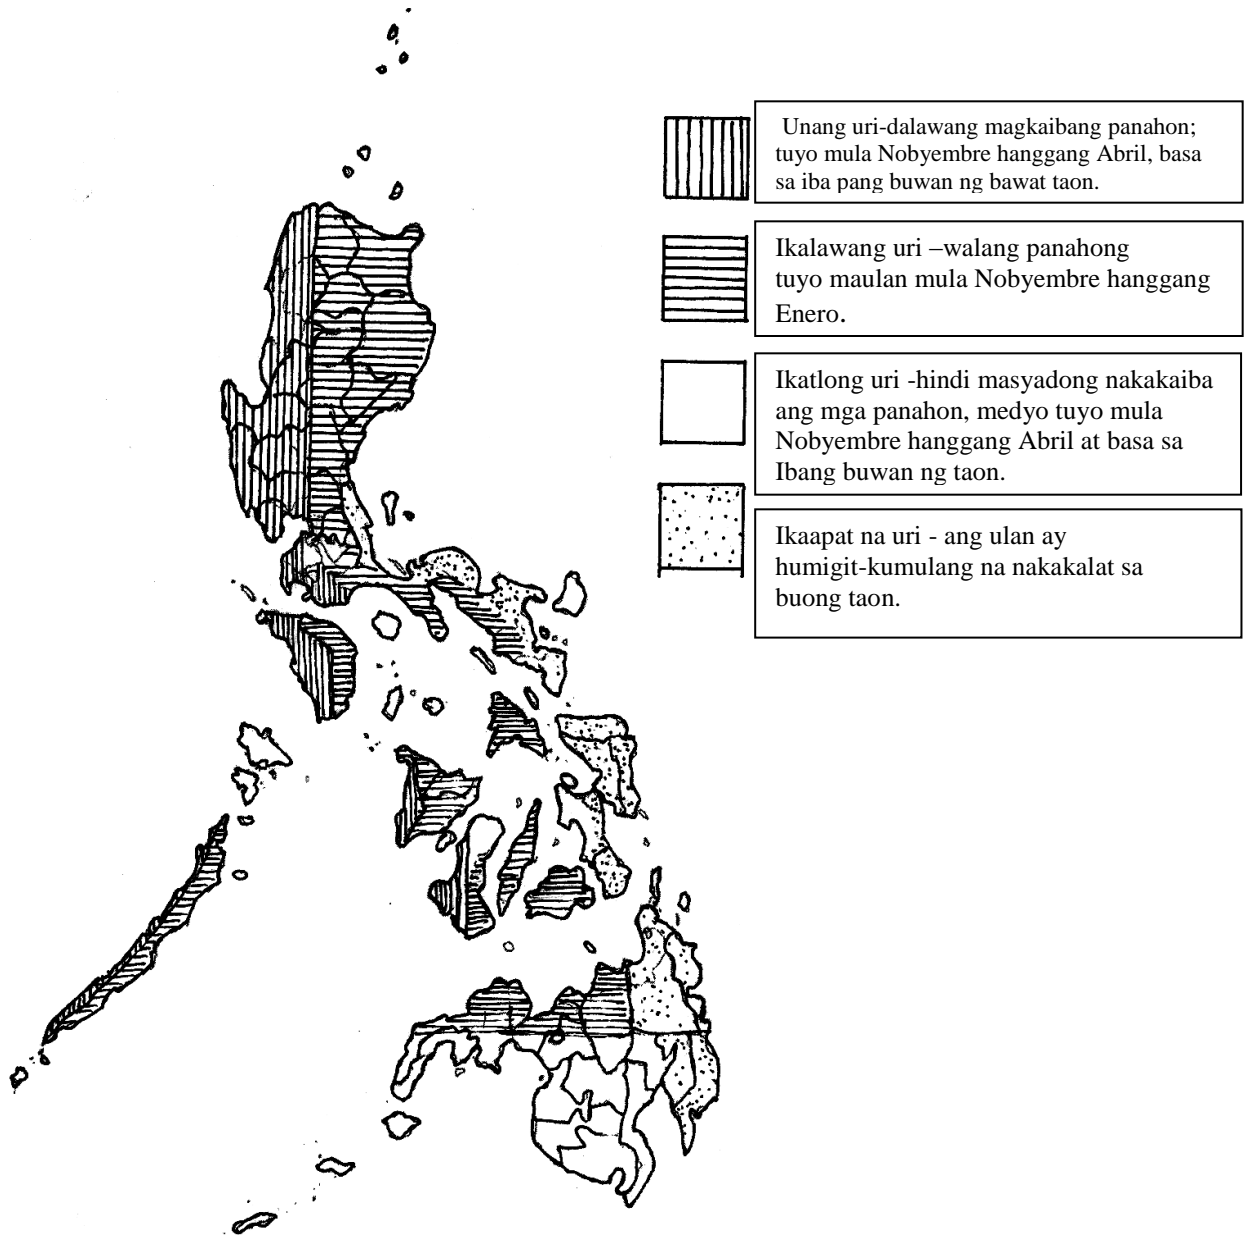 Unang uri-dalawang magkaibang panahon;
tuyo mula Nobyembre hanggang Abril, basa
sa iba pang buwan ng bawat taon.
Ikalawang uri –walang panahong
tuyo maulan mula Nobyembre hanggang
Enero.
Ikatlong uri -hindi masyadong nakakaiba
ang mga panahon, medyo tuyo mula
Nobyembre hanggang Abril at basa sa
Ibang buwan ng taon.
Ikaapat na uri - ang ulan ay
humigit-kumulang na nakakalat sa
buong taon.